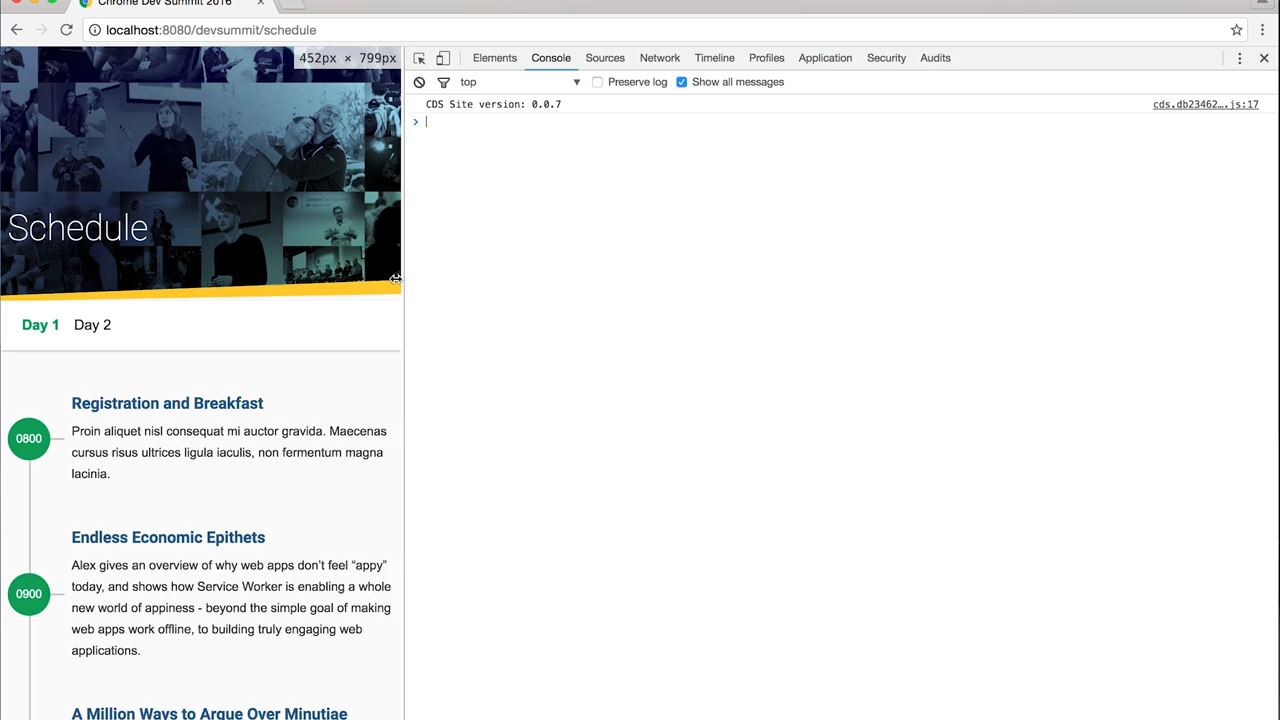 Chrome Dev Summit 2016
localhost:8080/devsummit/schedule
452px × 799px
Elements Console Sources Network Timeline Profiles Application Security Audits
top Preserve log Show all messages
CDS Site version: 0.0.7 cds.db23462….js:17
Schedule
Day 1 Day 2
Registration and Breakfast
0800
Proin aliquet nisl consequat mi auctor gravida. Maecenas
cursus risus ultrices ligula iaculis, non fermentum magna
lacinia.
Endless Economic Epithets
0900
Alex gives an overview of why web apps don’t feel “appy”
today, and shows how Service Worker is enabling a whole
new world of appiness - beyond the simple goal of making
web apps work offline, to building truly engaging web
applications.
A Million Ways to Argue Over Minutiae